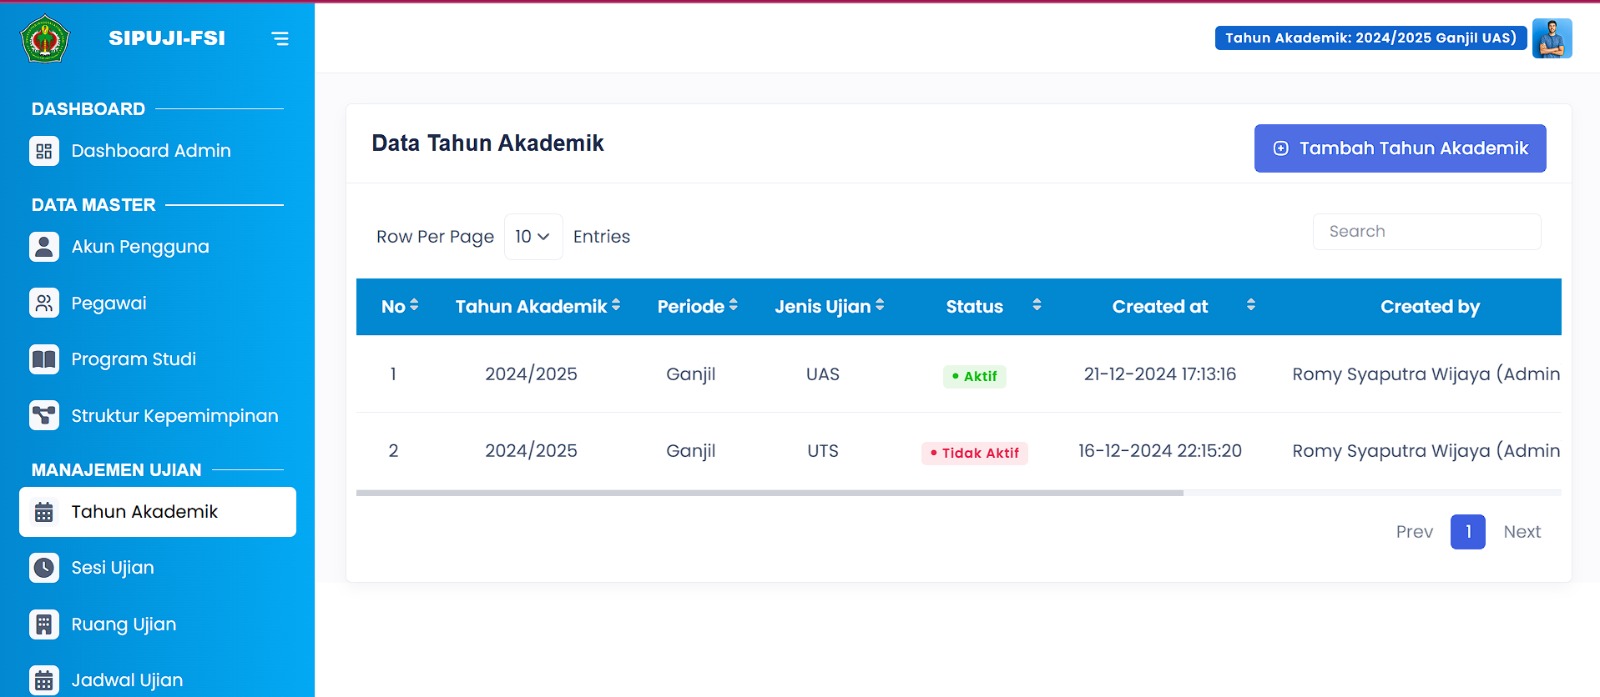 SIPUJI-FSI
Tahun Akademik: 2024/2025 Ganjil UAS)
DASHBOARD
Dashboard Admin
DATA MASTER
Akun Pengguna
Pegawai
Program Studi
Struktur Kepemimpinan
MANAJEMEN UJIAN
Tahun Akademik
Sesi Ujian
Ruang Ujian
Jadwal Ujian
Data Tahun Akademik
Tambah Tahun Akademik
Row Per Page 10 Entries
Search
No Tahun Akademik Periode Jenis Ujian Status Created at Created by
1 2024/2025 Ganjil UAS • Aktif 21-12-2024 17:13:16 Romy Syaputra Wijaya (Admin
2 2024/2025 Ganjil UTS • Tidak Aktif 16-12-2024 22:15:20 Romy Syaputra Wijaya (Admin
Prev 1 Next